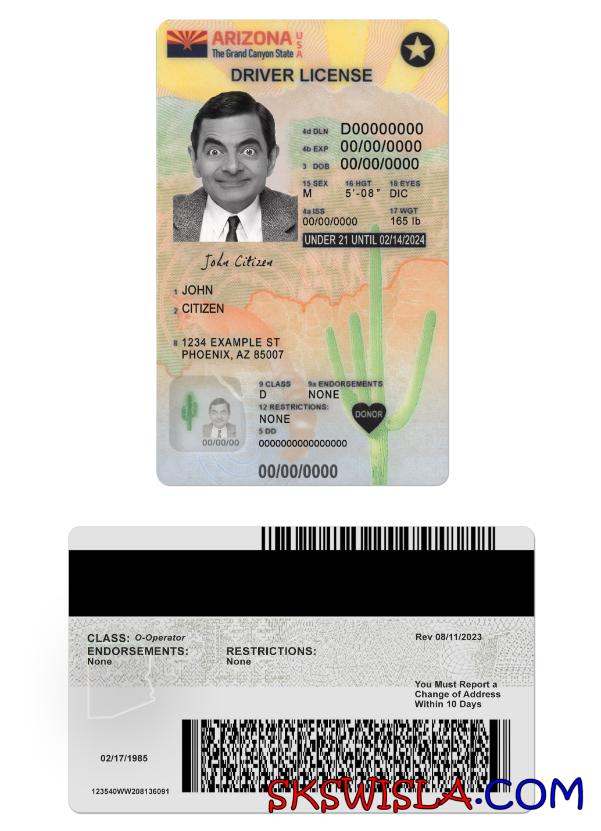 ARIZONA USA
The Grand Canyon State
DRIVER LICENSE
4d DLN D00000000
4b EXP 00/00/0000
3 DOB 00/00/0000
15 SEX 16 HGT 18 EYES
M 5'-08" DIC
4a ISS 17 WGT
00/00/0000 165 lb
UNDER 21 UNTIL 02/14/2024
John Citizen
1 JOHN
2 CITIZEN
8 1234 EXAMPLE ST
PHOENIX, AZ 85007
9 CLASS 9a ENDORSEMENTS
D NONE
12 RESTRICTIONS:
NONE
DONOR
5 DD
00/00/00
0000000000000000
00/00/0000
CLASS: O-Operator
Rev 08/11/2023
ENDORSEMENTS: RESTRICTIONS:
None None
You Must Report a
Change of Address
Within 10 Days
02/17/1985
123540WW208136091
SKSWISLA.COM